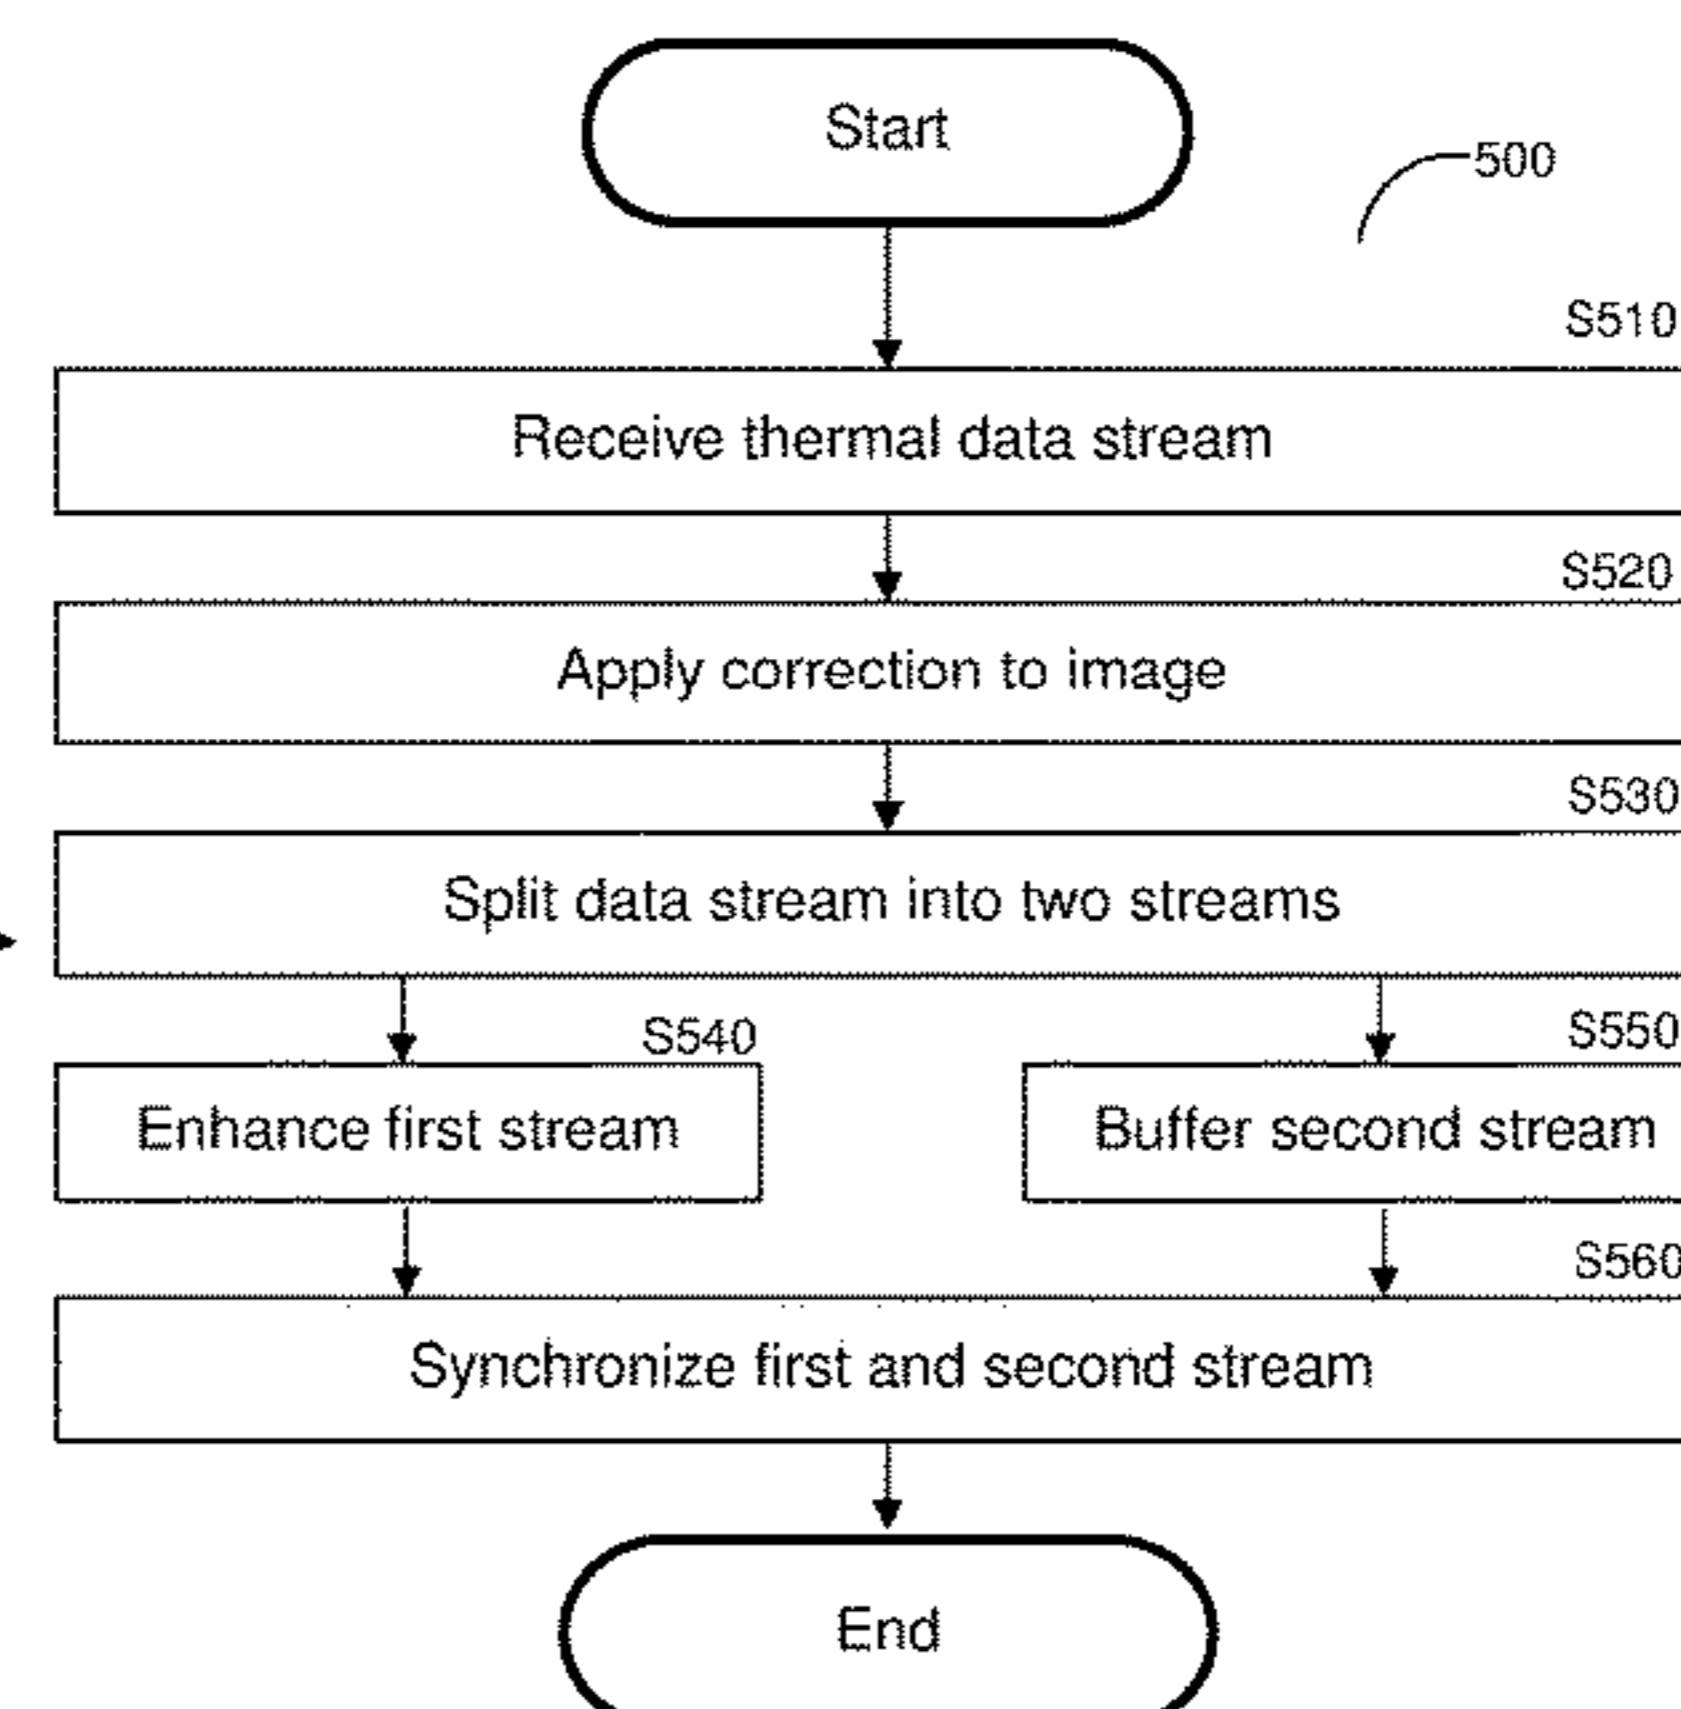 Start
500
S510
Receive thermal data stream
S520
Apply correction to image
S530
Split data stream into two streams
S540
S550
Enhance first stream
Buffer second stream
S560
Synchronize first and second stream
End